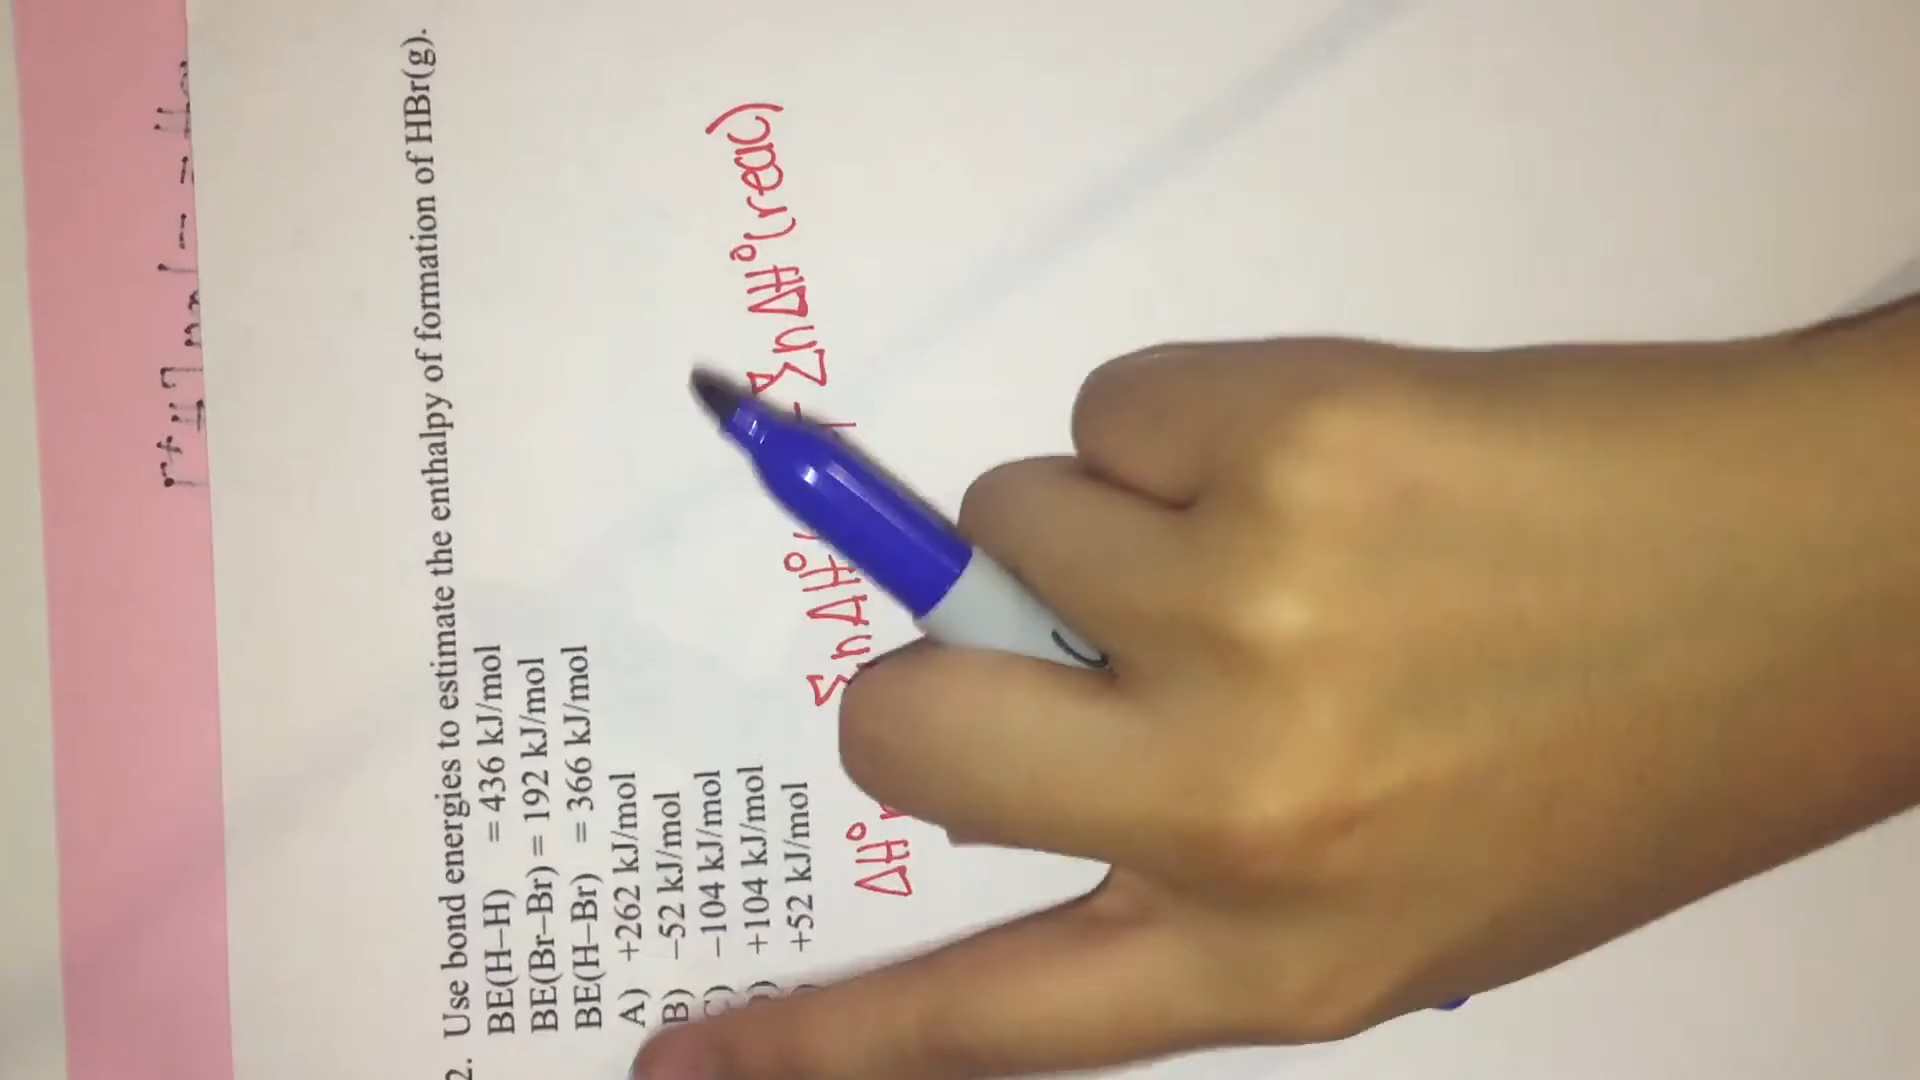 2. Use bond energies to estimate the enthalpy of formation of HBr(g).
BE(H–H) = 436 kJ/mol
BE(Br–Br) = 192 kJ/mol
BE(H–Br) = 366 kJ/mol
A) +262 kJ/mol
B) –52 kJ/mol
C) –104 kJ/mol
) +104 kJ/mol
) +52 kJ/mol
ΔH° ΣnΔH°( - ΣnΔH°(reac)